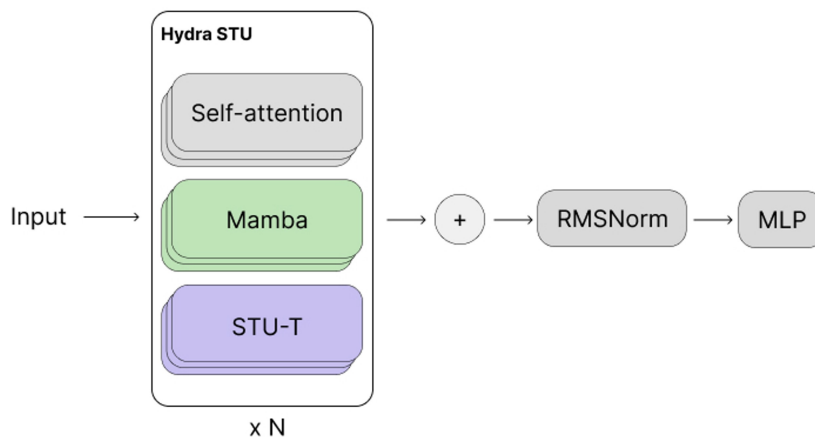 Hydra STU
Self-attention
Input
Mamba
+
RMSNorm
MLP
STU-T
x N